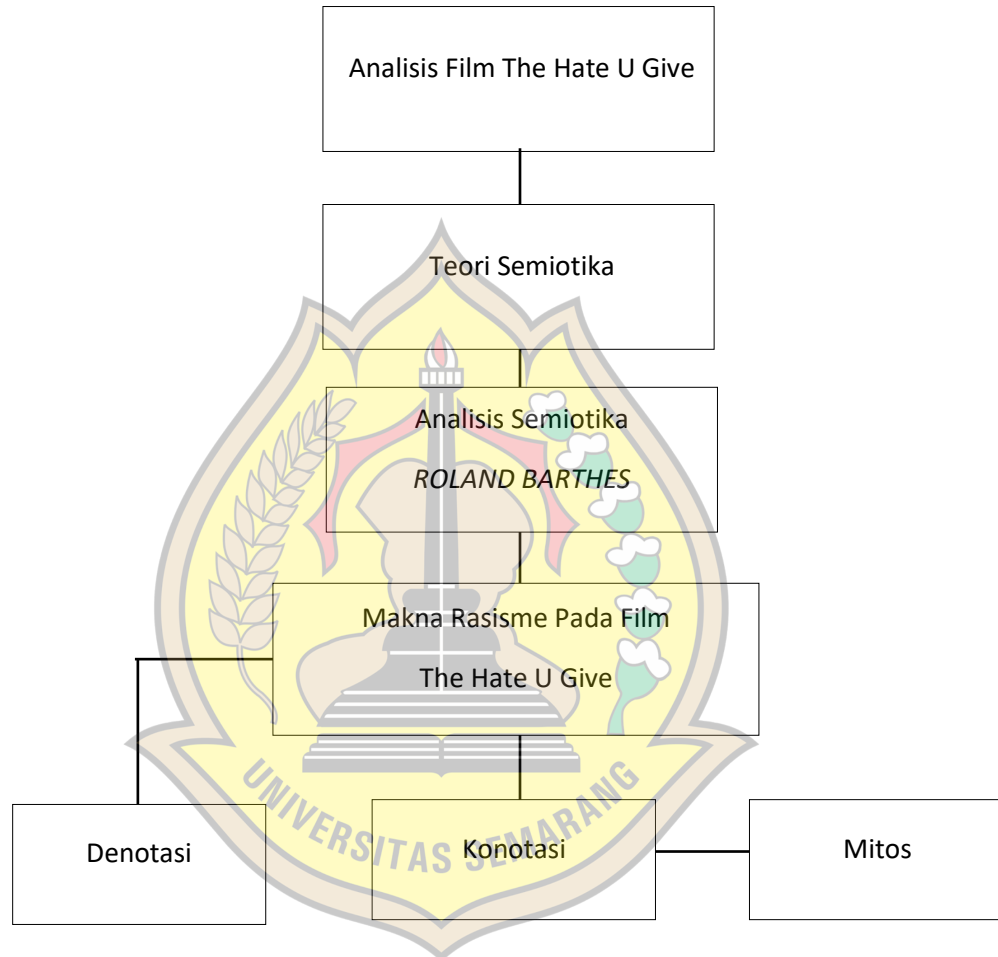 Analisis Film The Hate U Give
Teori Semiotika
Analisis Semiotika
ROLAND BARTHES
Makna Rasisme Pada Film
The Hate U Give
Denotasi
Konotasi
Mitos
UNIVERSITAS SEMARANG